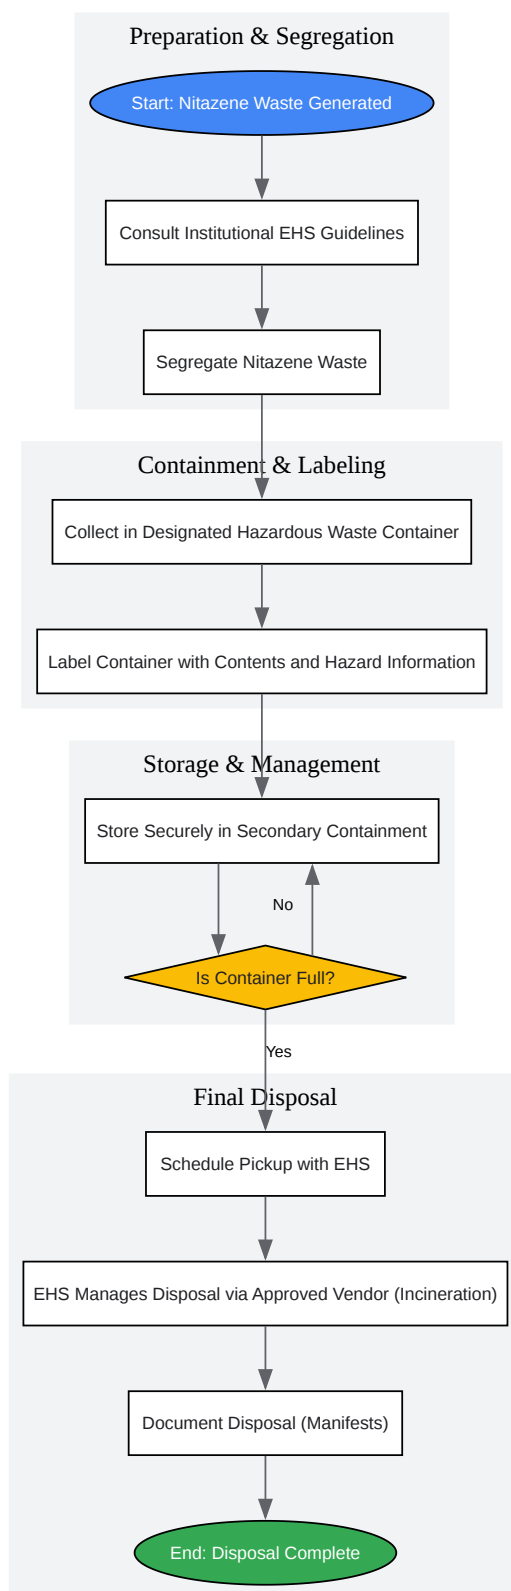 Preparation & Segregation
Start: Nitazene Waste Generated
Consult Institutional EHS Guidelines
Segregate Nitazene Waste
Containment & Labeling
Collect in Designated Hazardous Waste Container
Label Container with Contents and Hazard Information
Storage & Management
Store Securely in Secondary Containment
No
Is Container Full?
Yes
Final Disposal
Schedule Pickup with EHS
EHS Manages Disposal via Approved Vendor (Incineration)
Document Disposal (Manifests)
End: Disposal Complete